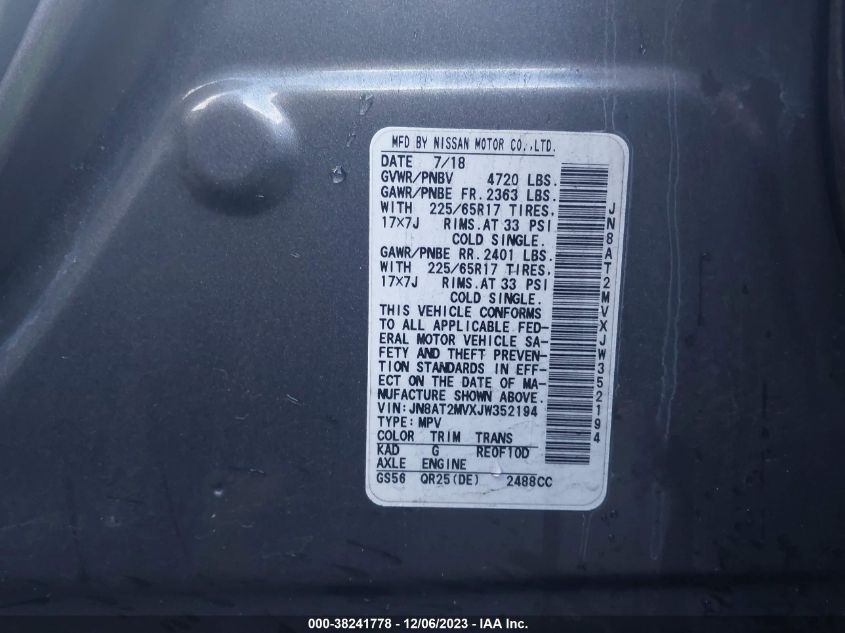 MFD BY NISSAN MOTOR CO.,LTD.
DATE 7/18
GVWR/PNBV 4720 LBS.
GAWR/PNBE FR. 2363 LBS.
WITH 225/65R17 TIRES,
17×7J RIMS.AT 33 PSI
COLD SINGLE.
GAWR/PNBE RR. 2401 LBS.
WITH 225/65R17 TIRES,
17×7J RIMS.AT 33 PSI
COLD SINGLE.
THIS VEHICLE CONFORMS
TO ALL APPLICABLE FED-
ERAL MOTOR VEHICLE SA-
FETY AND THEFT PREVEN-
TION STANDARDS IN EFF-
ECT ON THE DATE OF MA-
NUFACTURE SHOWN ABOVE.
VIN:JN8AT2MVXJW352194
TYPE:MPV
COLOR TRIM TRANS
KAD G RE0F10D
AXLE ENGINE
GS56 QR25(DE) 2488CC
JN8AT2MVXJW352194
000-38241778 - 12/06/2023 - IAA Inc.